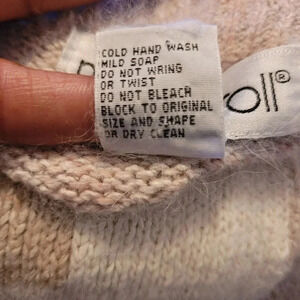 COLD HAND WASH
MILD SOAP
DO NOT WRING
OR TWIST
DO NOT BLEACH
BLOCK TO ORIGINAL
SIZE AND SHAPE
OR DRY CLEAN
oll®